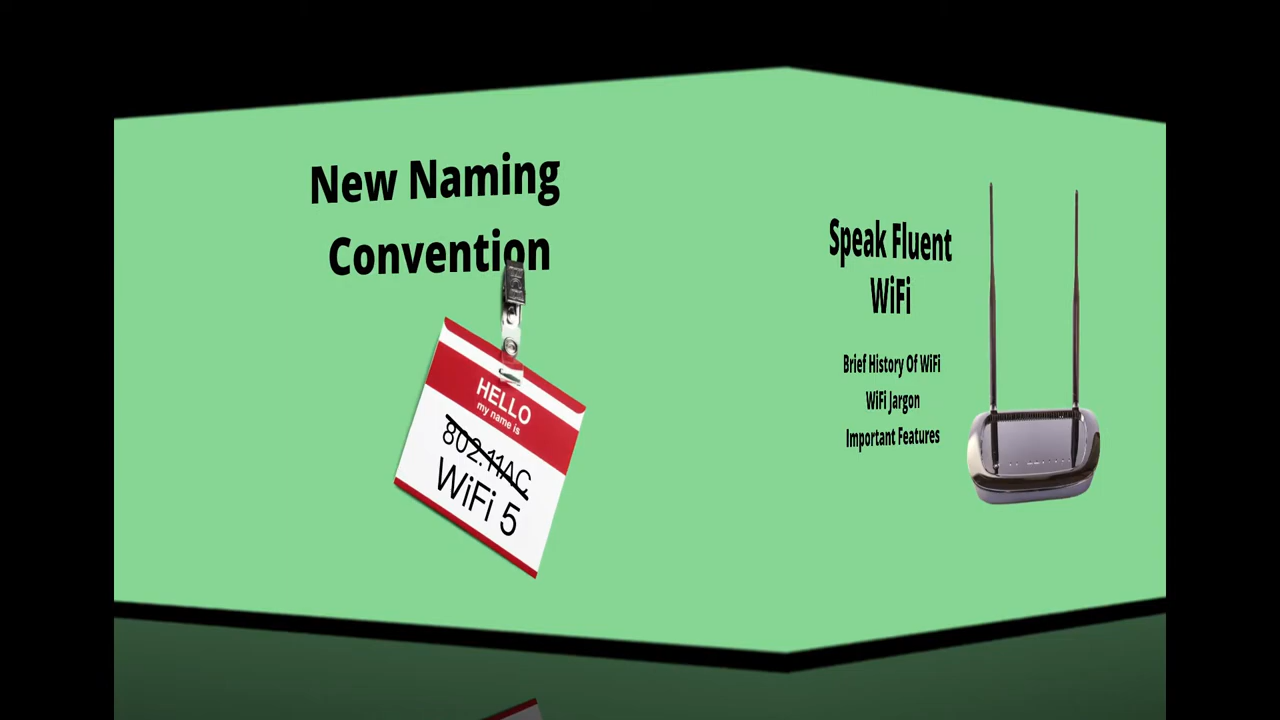 New Naming
Convention
HELLO
my name is
802.11AC
WiFi 5
Speak Fluent
WiFi
Brief History Of WiFi
WiFi Jargon
Important Features